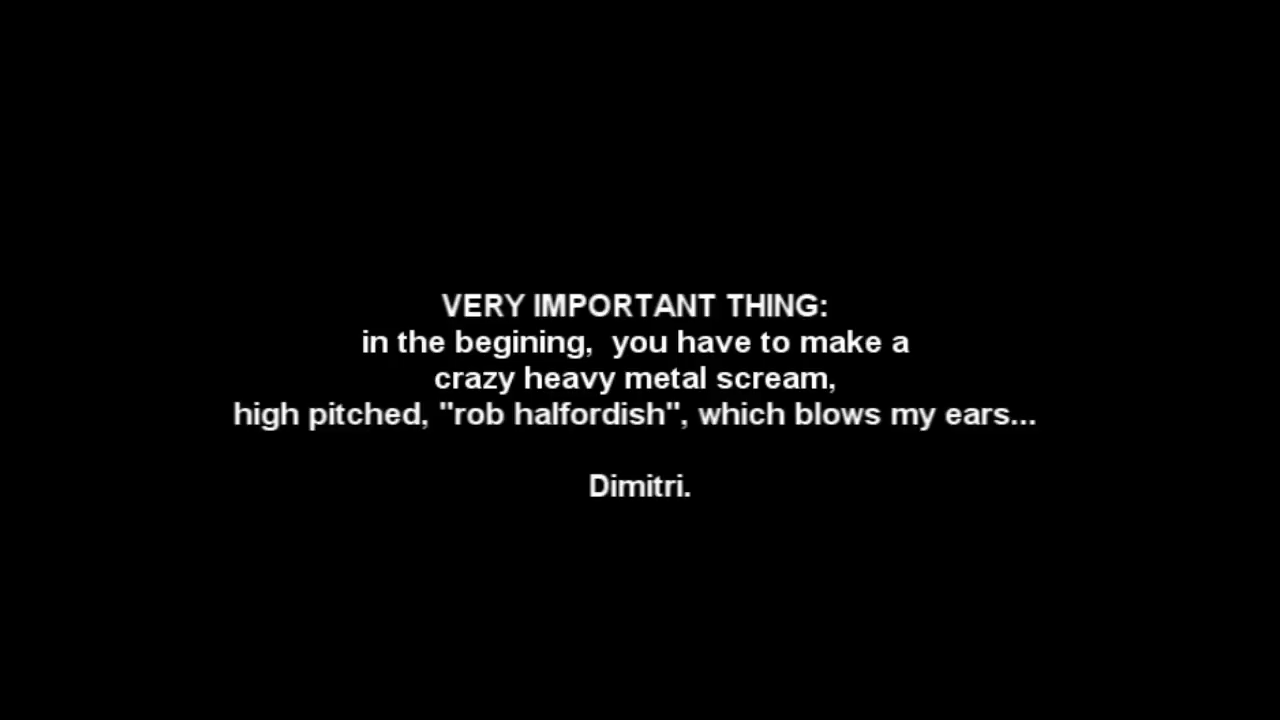 VERY IMPORTANT THING:
in the begining,  you have to make a
crazy heavy metal scream,
high pitched, "rob halfordish", which blows my ears...
Dimitri.